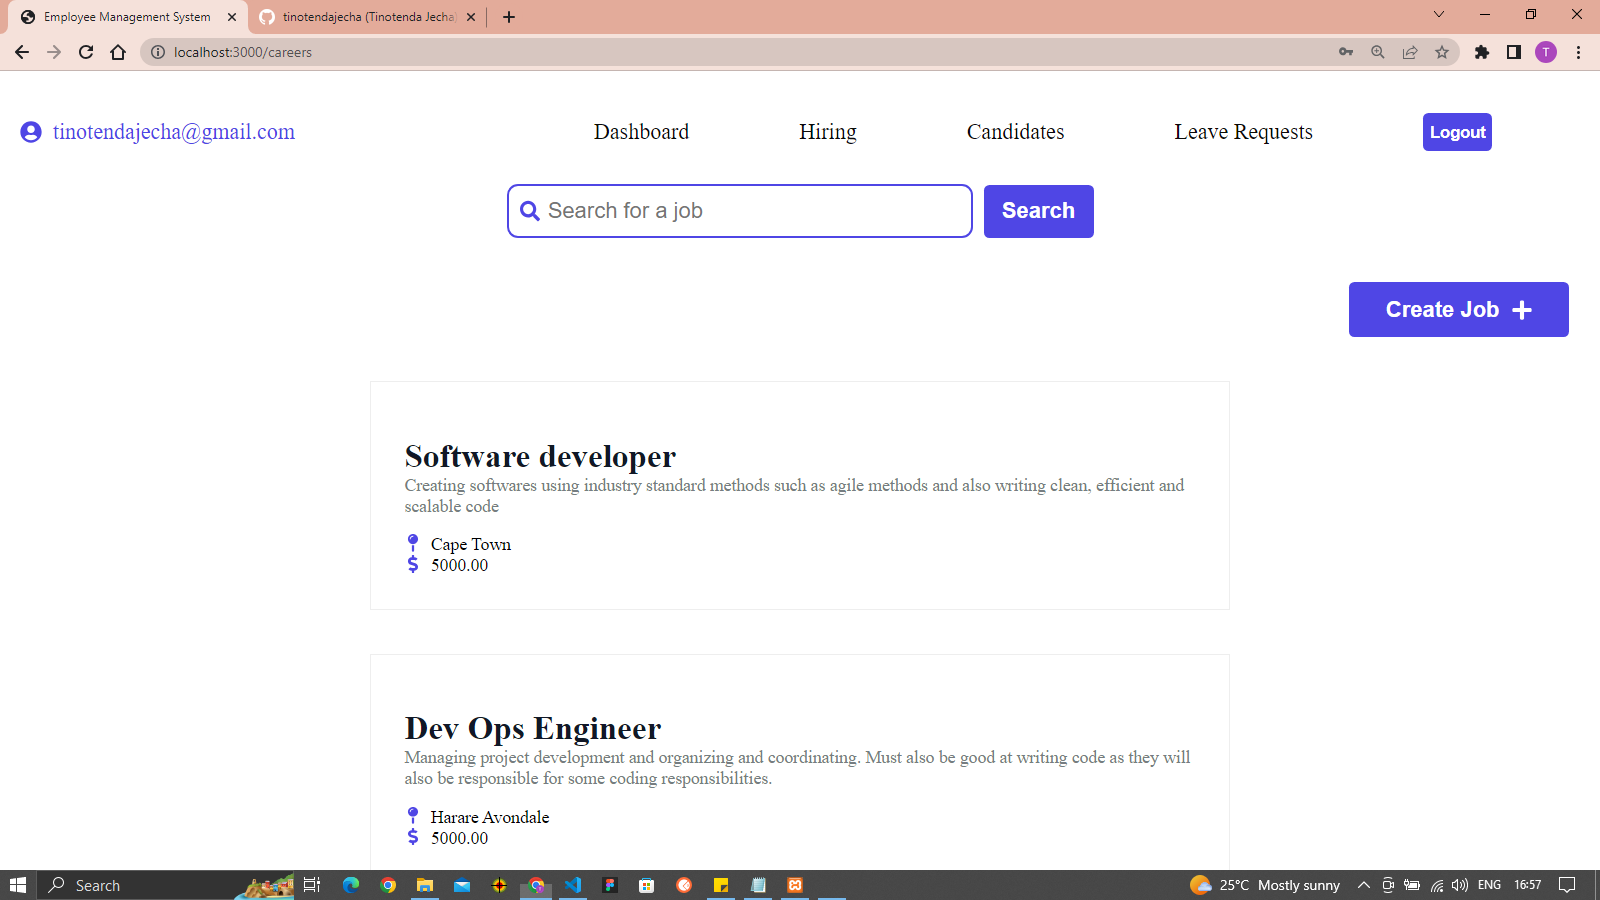 Employee Management System
tinotendajecha (Tinotenda Jecha)
localhost:3000/careers
T
tinotendajecha@gmail.com
Dashboard
Hiring
Candidates
Leave Requests
Logout
Search for a job
Search
Create Job
Software developer
Creating softwares using industry standard methods such as agile methods and also writing clean, efficient and
scalable code
Cape Town
$ 5000.00
Dev Ops Engineer
Managing project development and organizing and coordinating. Must also be good at writing code as they will
also be responsible for some coding responsibilities.
Harare Avondale
$ 5000.00
Search
25°C Mostly sunny
ENG
16:57